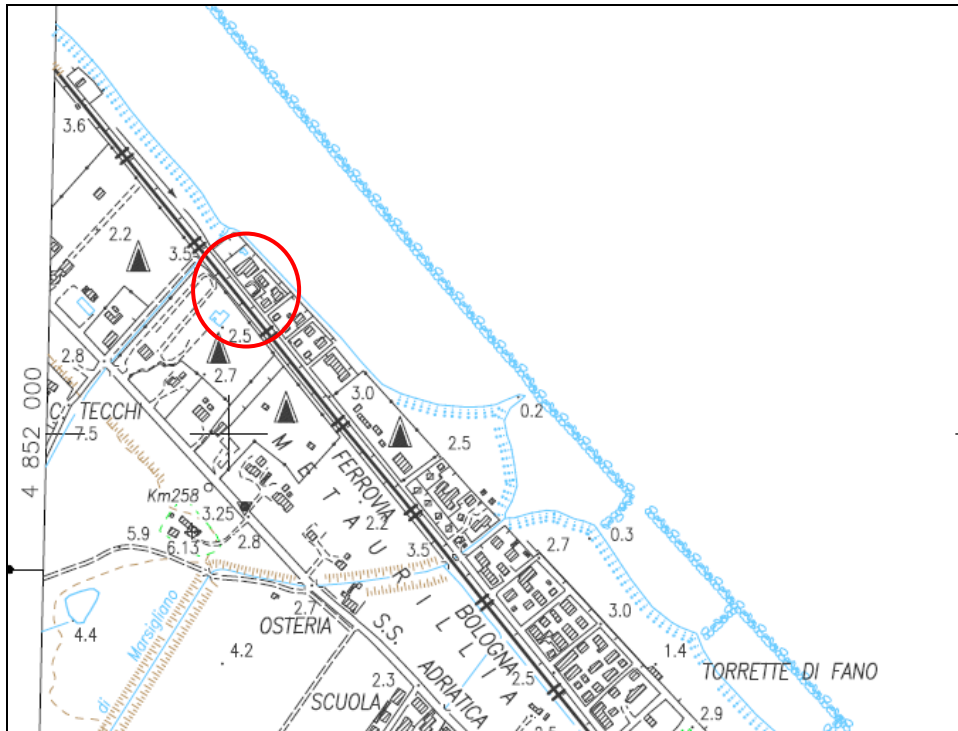 3.6
2.2
3.5
2.5
2.8
2.7
3.0
0.2
4 852 000
C. TECCHI
7.5
2.5
M E T A U R I L L I A
FERROVIA
Km258
3.25
2.2
5.9
6.13
2.8
3.5
2.7
0.3
2.7
3.0
OSTERIA
S.S.
BOLOGNA
di Marsigliano
4.4
4.2
1.4
TORRETTE DI FANO
2.5
ADRIATICA
2.3
SCUOLA
2.9